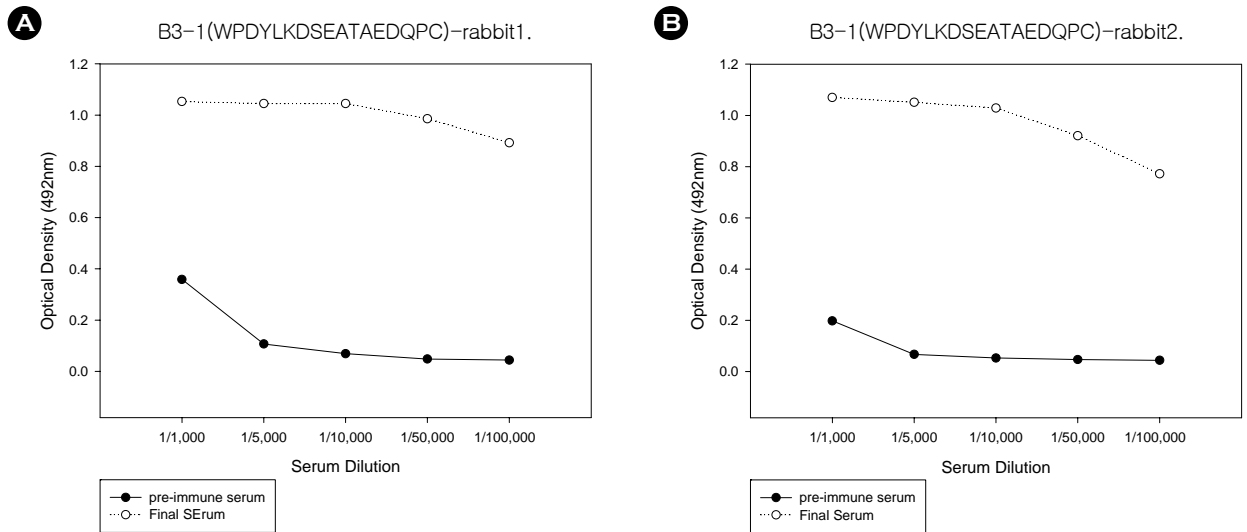 A
B3-1(WPDYLKDSEATAEDQPC)-rabbit1.
Optical Density (492nm)
1.2
1.0
0.8
0.6
0.4
0.2
0.0
1/1,000 1/5,000 1/10,000 1/50,000 1/100,000
Serum Dilution
pre-immune serum
Final SErum
B
B3-1(WPDYLKDSEATAEDQPC)-rabbit2.
Optical Density (492nm)
1.2
1.0
0.8
0.6
0.4
0.2
0.0
1/1,000 1/5,000 1/10,000 1/50,000 1/100,000
Serum Dilution
pre-immune serum
Final Serum